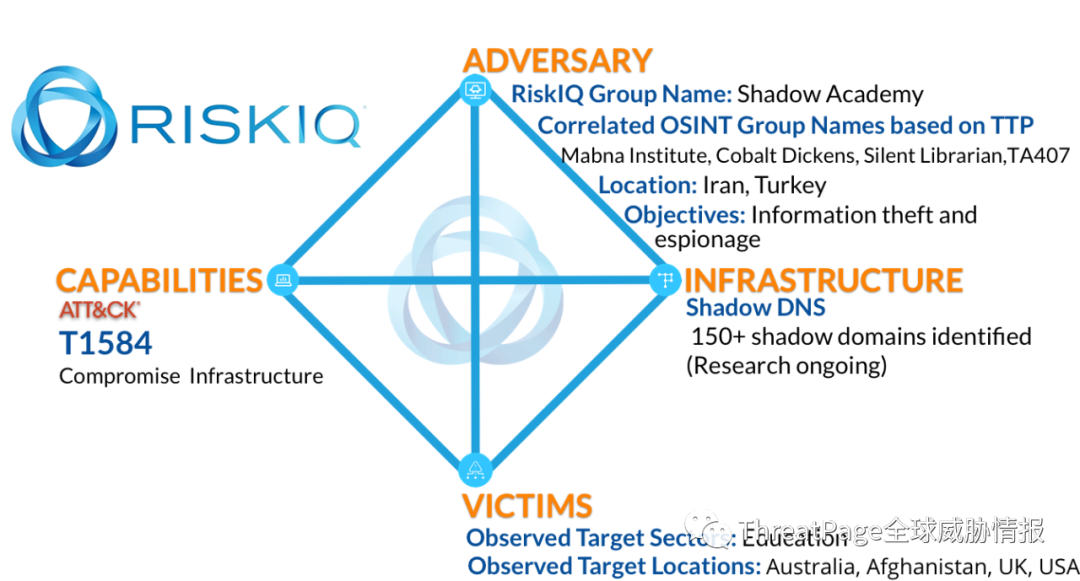 RISKIQ
ADVERSARY
RiskIQ Group Name: Shadow Academy
Correlated OSINT Group Names based on TTP
Mabna Institute, Cobalt Dickens, Silent Librarian,TA407
Location: Iran, Turkey
Objectives: Information theft and
espionage
CAPABILITIES
ATT&CK®
T1584
Compromise Infrastructure
INFRASTRUCTURE
Shadow DNS
150+ shadow domains identified
(Research ongoing)
VICTIMS
Observed Target Sectors: Education
ThreatPage全球威胁情报
Observed Target Locations: Australia, Afghanistan, UK, USA